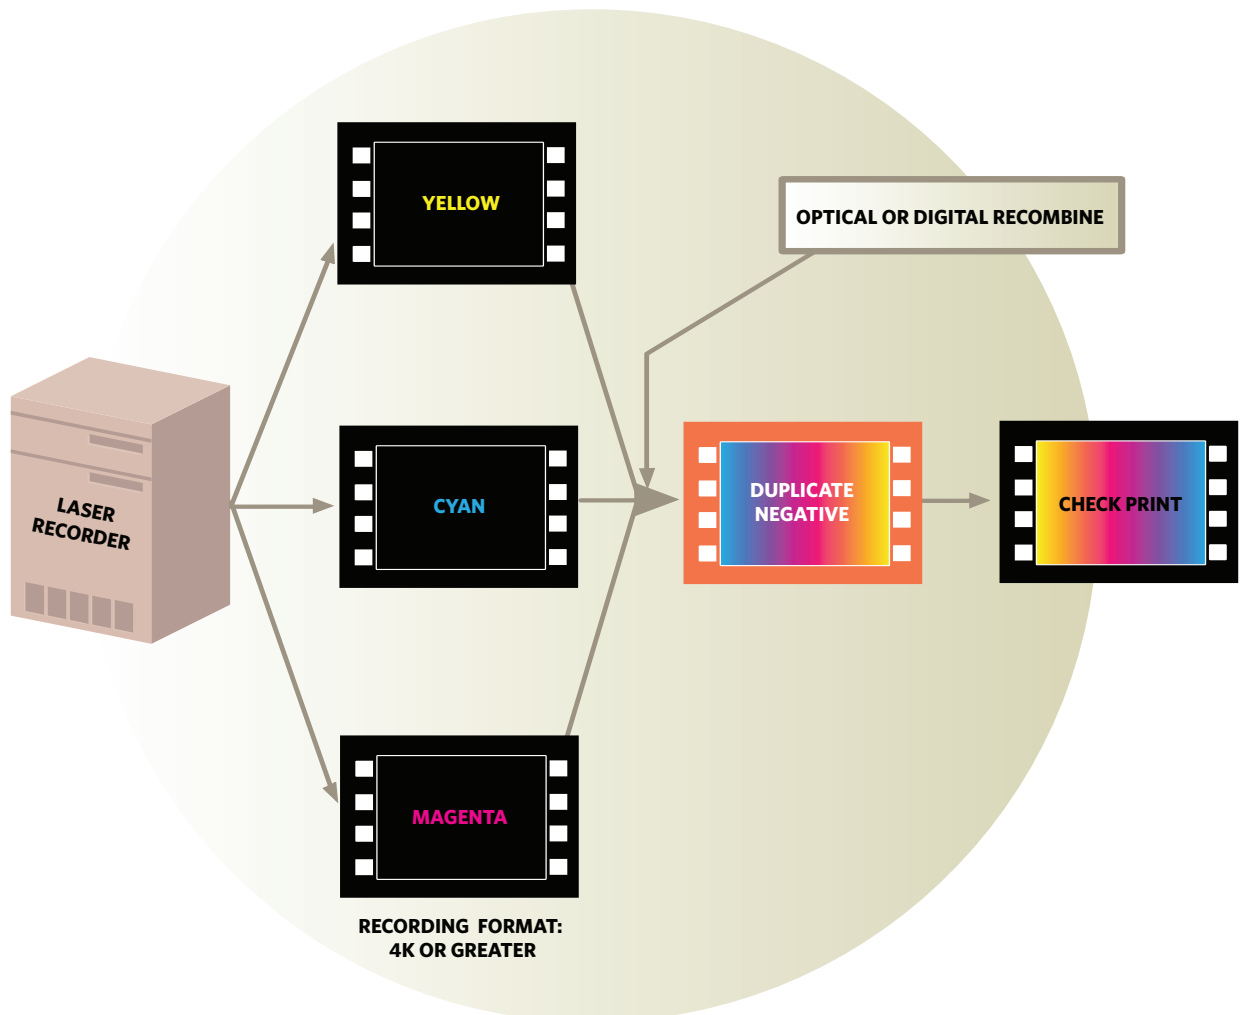 YELLOW
OPTICAL OR DIGITAL RECOMBINE
LASER
RECORDER
CYAN
DUPLICATE
NEGATIVE
CHECK PRINT
MAGENTA
RECORDING FORMAT:
4K OR GREATER